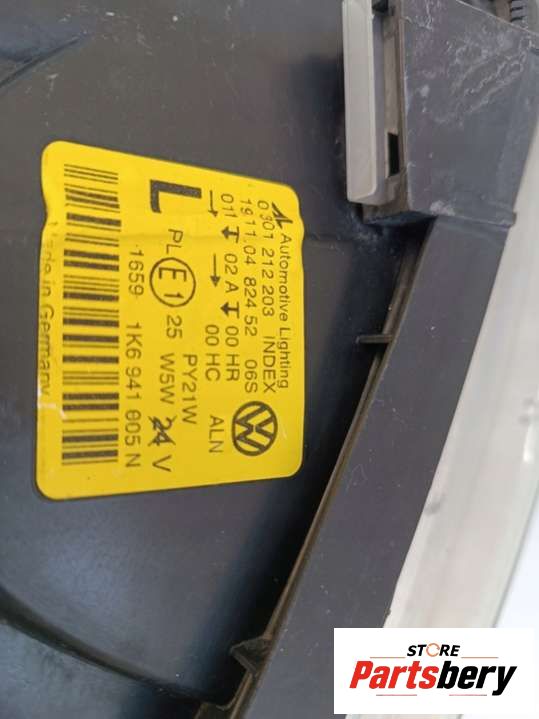 Automotive Lighting
0 301 212 203 INDEX
19 11 04 824 52 06S
011 02 A 00 HR ALN
00 HC
L PL E1 25 PY21W
W5W 24 V
1659 1K6 941 005 N
Made in Germany
STORE
Partsbery